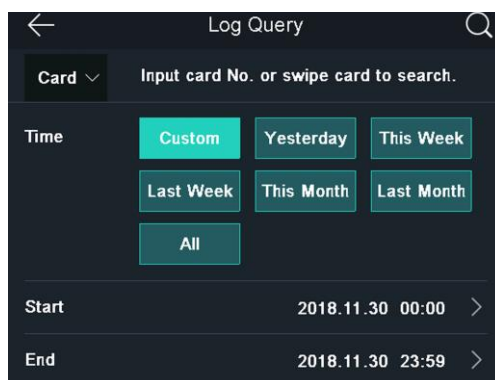 Log Query
Card Input card No. or swipe card to search.
Time Custom Yesterday This Week
Last Week This Month Last Month
All
Start 2018.11.30 00:00
End 2018.11.30 23:59